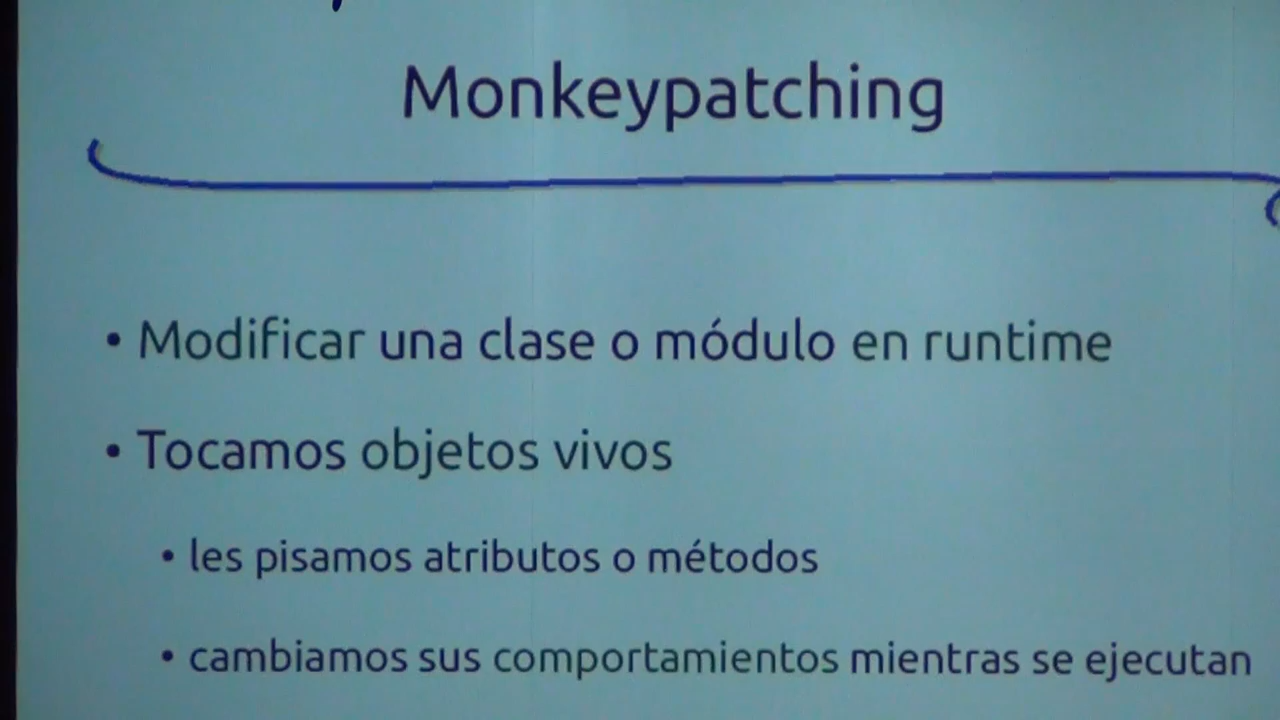 Monkeypatching
• Modificar una clase o módulo en runtime
• Tocamos objetos vivos
• les pisamos atributos o métodos
• cambiamos sus comportamientos mientras se ejecutan